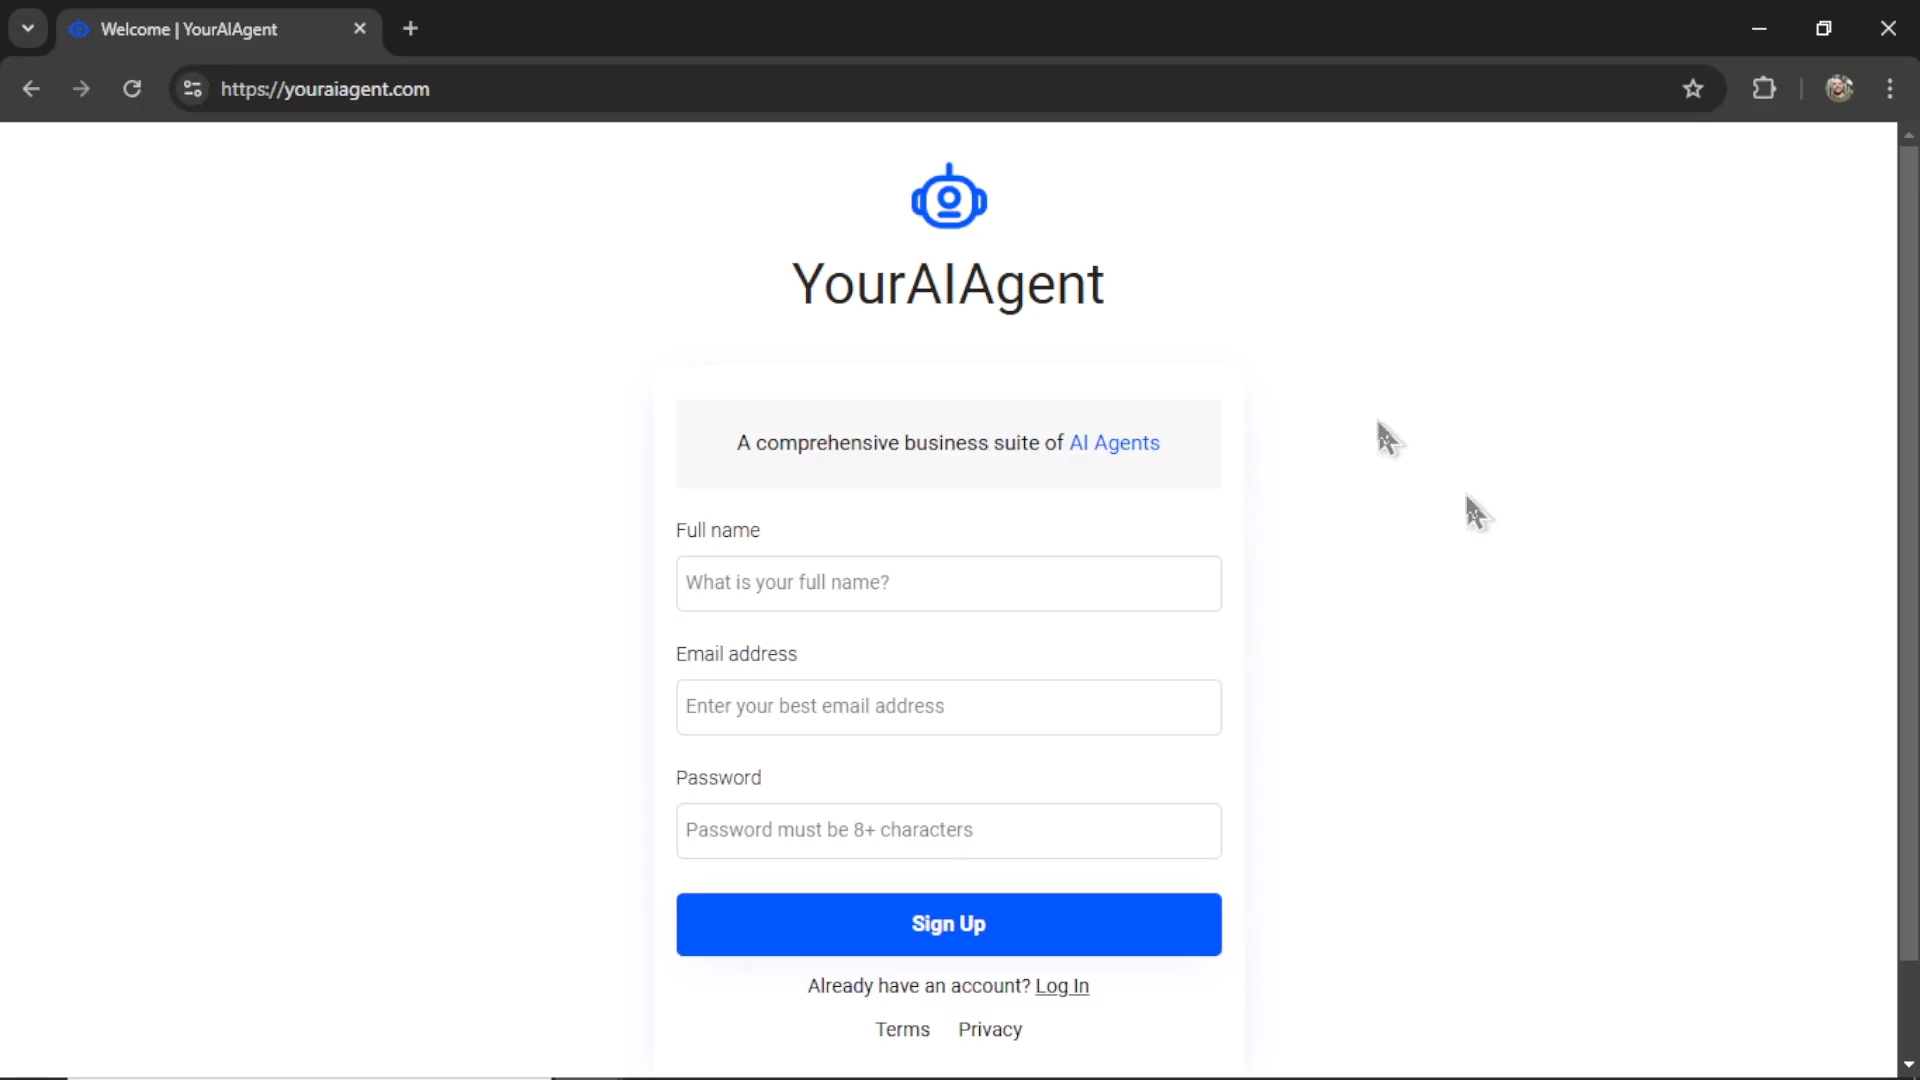 Welcome | YourAIAgent
https://youraiagent.com
YourAIAgent
A comprehensive business suite of AI Agents
Full name
What is your full name?
Email address
Enter your best email address
Password
Password must be 8+ characters
Sign Up
Already have an account? Log In
Terms Privacy